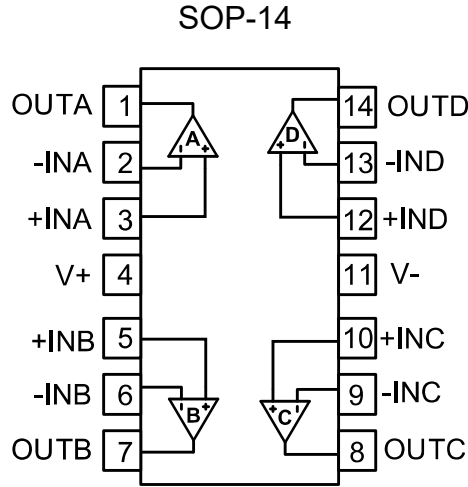 SOP-14
OUTA 1 14 OUTD
A D
-INA 2 13 -IND
+INA 3 12 +IND
V+ 4 11 V-
+INB 5 10 +INC
-INB 6 9 -INC
B C
OUTB 7 8 OUTC